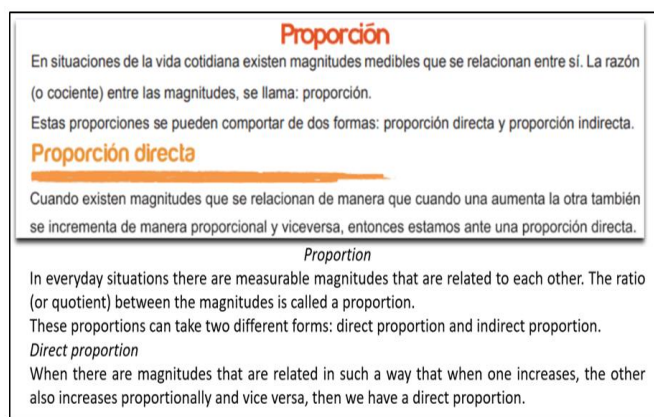 Proporción
En situaciones de la vida cotidiana existen magnitudes medibles que se relacionan entre sí. La razón
(o cociente) entre las magnitudes, se llama: proporción.
Estas proporciones se pueden comportar de dos formas: proporción directa y proporción indirecta.
Proporción directa
Cuando existen magnitudes que se relacionan de manera que cuando una aumenta la otra también
se incrementa de manera proporcional y viceversa, entonces estamos ante una proporción directa.
Proportion
In everyday situations there are measurable magnitudes that are related to each other. The ratio
(or quotient) between the magnitudes is called a proportion.
These proportions can take two different forms: direct proportion and indirect proportion.
Direct proportion
When there are magnitudes that are related in such a way that when one increases, the other
also increases proportionally and vice versa, then we have a direct proportion.